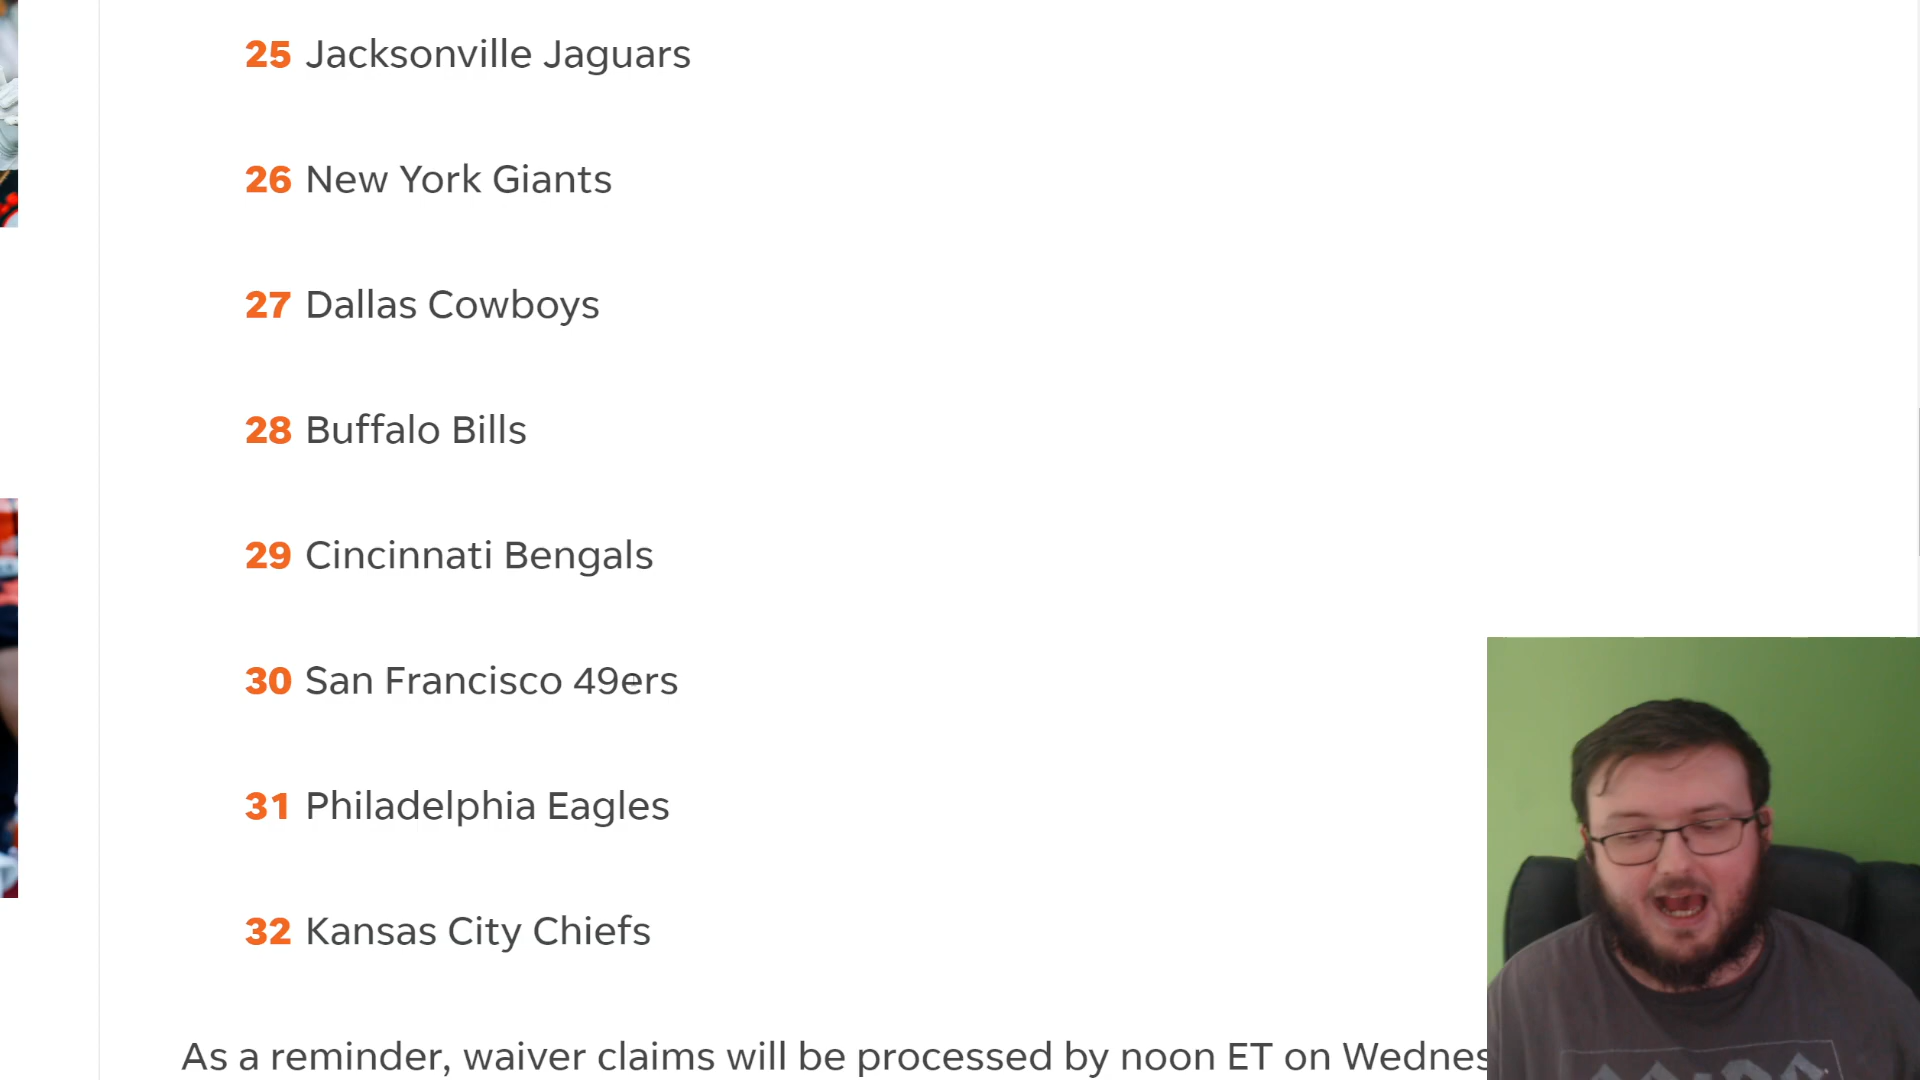 25 Jacksonville Jaguars
26 New York Giants
27 Dallas Cowboys
28 Buffalo Bills
29 Cincinnati Bengals
30 San Francisco 49ers
31 Philadelphia Eagles
32 Kansas City Chiefs
As a reminder, waiver claims will be processed by noon ET on